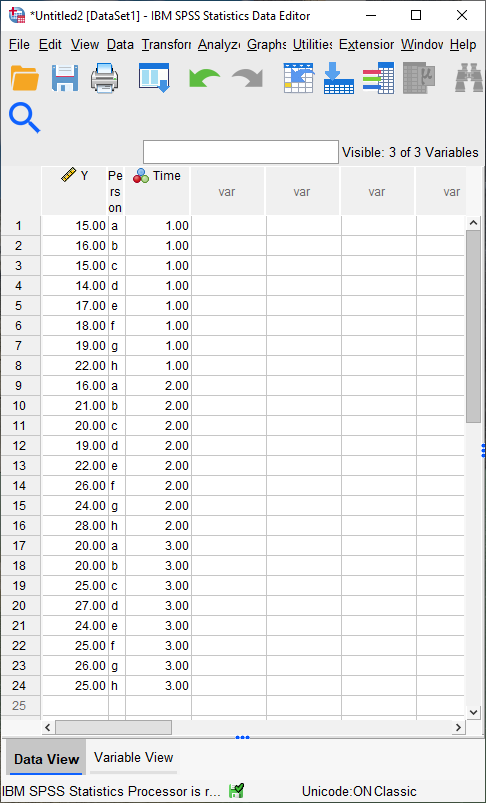 *Untitled2 [DataSet1] - IBM SPSS Statistics Data Editor
File Edit View Data Transforn Analyze Graphs Utilities Extension Window Help
Visible: 3 of 3 Variables
Y Person Time var var var var
1 15.00 a 1.00
2 16.00 b 1.00
3 15.00 c 1.00
4 14.00 d 1.00
5 17.00 e 1.00
6 18.00 f 1.00
7 19.00 g 1.00
8 22.00 h 1.00
9 16.00 a 2.00
10 21.00 b 2.00
11 20.00 c 2.00
12 19.00 d 2.00
13 22.00 e 2.00
14 26.00 f 2.00
15 24.00 g 2.00
16 28.00 h 2.00
17 20.00 a 3.00
18 20.00 b 3.00
19 25.00 c 3.00
20 27.00 d 3.00
21 24.00 e 3.00
22 25.00 f 3.00
23 26.00 g 3.00
24 25.00 h 3.00
25
Data View Variable View
IBM SPSS Statistics Processor is r... Unicode:ON Classic